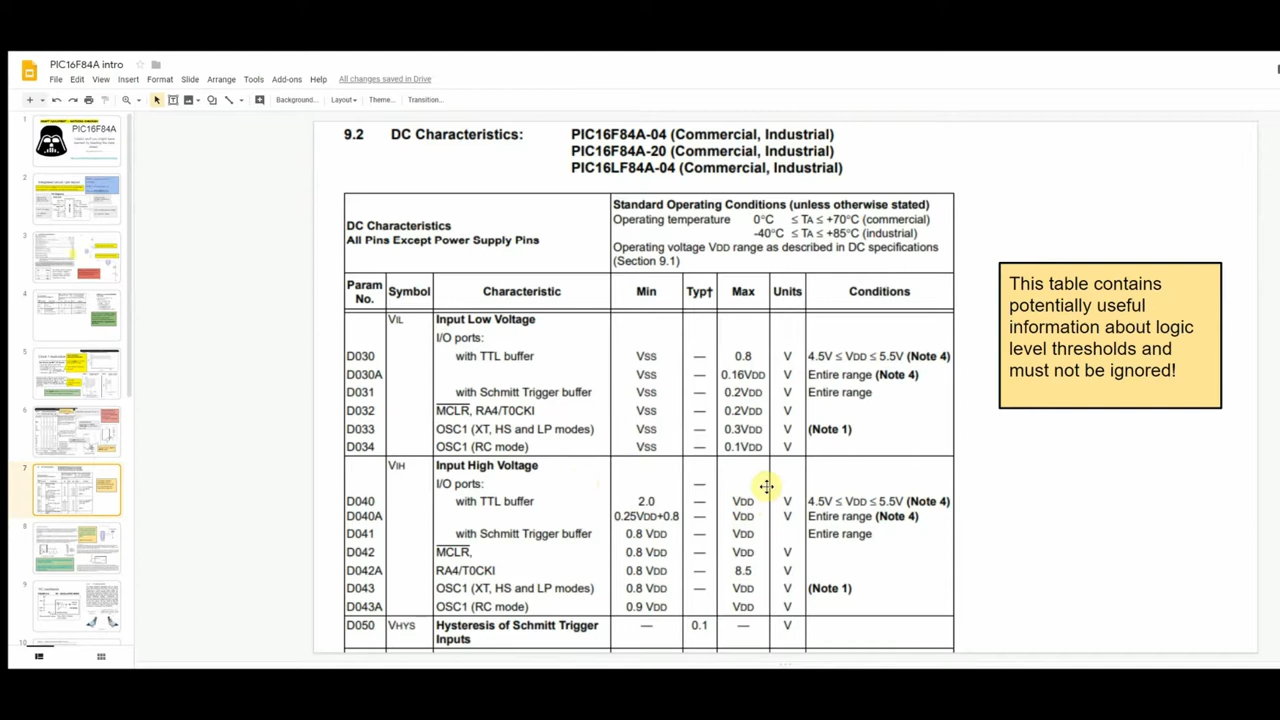 PIC16F84A intro
File Edit View Insert Format Slide Arrange Tools Add-ons Help All changes saved in Drive
Background... Layout Theme... Transition...
1
PIC16F84A
2
3
4
5
6
7
8
9
10
9.2 DC Characteristics: PIC16F84A-04 (Commercial, Industrial)
PIC16F84A-20 (Commercial, Industrial)
PIC16LF84A-04 (Commercial, Industrial)
DC Characteristics
All Pins Except Power Supply Pins
Standard Operating Conditions (unless otherwise stated)
Operating temperature 0°C ≤ TA ≤ +70°C (commercial)
-40°C ≤ TA ≤ +85°C (industrial)
Operating voltage VDD range as described in DC specifications
(Section 9.1)
Param No. Symbol Characteristic Min Typ† Max Units Conditions
VIL Input Low Voltage
I/O ports:
D030 with TTL buffer VSS — 0.8 V 4.5V ≤ VDD ≤ 5.5V (Note 4)
D030A VSS — 0.16VDD V Entire range (Note 4)
D031 with Schmitt Trigger buffer VSS — 0.2VDD V Entire range
D032 MCLR, RA4/T0CKI VSS — 0.2VDD V
D033 OSC1 (XT, HS and LP modes) VSS — 0.3VDD V (Note 1)
D034 OSC1 (RC mode) VSS — 0.1VDD V
VIH Input High Voltage
I/O ports: —
D040 with TTL buffer 2.0 — VDD V 4.5V ≤ VDD ≤ 5.5V (Note 4)
D040A 0.25VDD+0.8 — VDD V Entire range (Note 4)
D041 with Schmitt Trigger buffer 0.8 VDD — VDD Entire range
D042 MCLR, 0.8 VDD — VDD V
D042A RA4/T0CKI 0.8 VDD — 8.5 V
D043 OSC1 (XT, HS and LP modes) 0.8 VDD — VDD V (Note 1)
D043A OSC1 (RC mode) 0.9 VDD — VDD V
D050 VHYS Hysteresis of Schmitt Trigger Inputs — 0.1 — V
This table contains
potentially useful
information about logic
level thresholds and
must not be ignored!